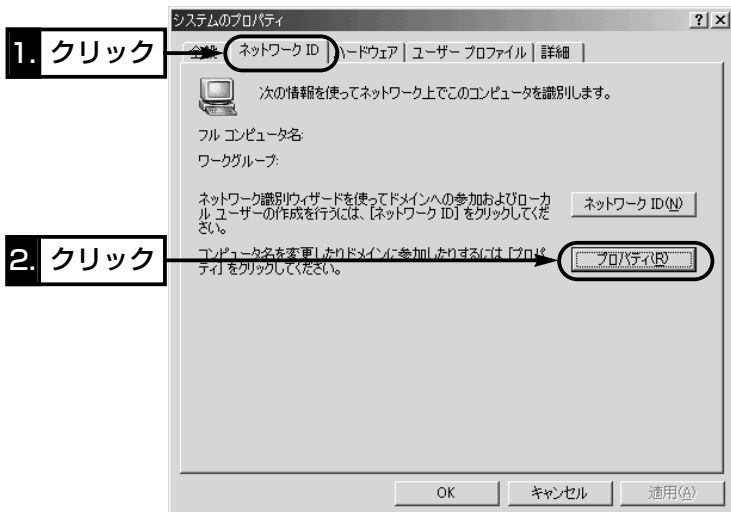 システムのプロパティ
? ×
1. クリック
全般 ネットワーク ID ハードウェア ユーザー プロファイル 詳細
次の情報を使ってネットワーク上でこのコンピュータを識別します。
フル コンピュータ名:
ワークグループ:
ネットワーク識別ウィザードを使ってドメインへの参加およびローカ
ル ユーザーの作成を行うには、[ネットワーク ID] をクリックしてくだ
さい。
ネットワーク ID(N)
2. クリック
コンピュータ名を変更したりドメインに参加したりするには [プロパ
ティ] をクリックしてください。
プロパティ(R)
OK キャンセル 適用(A)